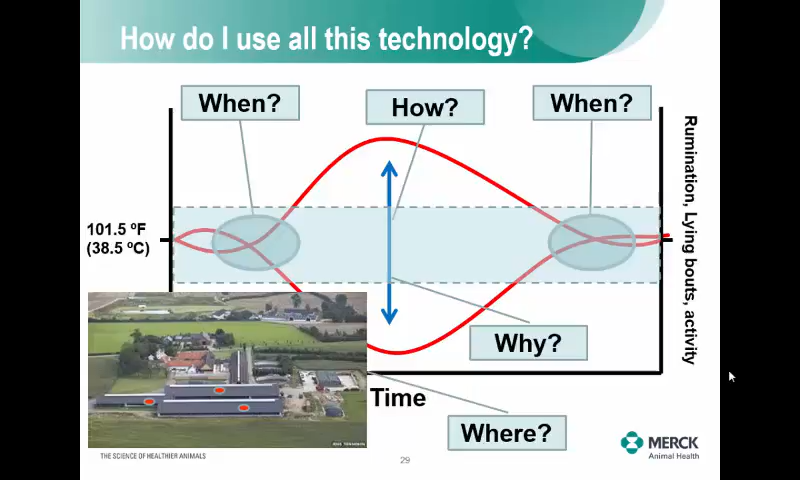 How do I use all this technology?
When?
How?
When?
101.5 ºF
(38.5 ºC)
Rumination, Lying bouts, activity
Why?
Time
Where?
THE SCIENCE OF HEALTHIER ANIMALS
29
MERCK
Animal Health